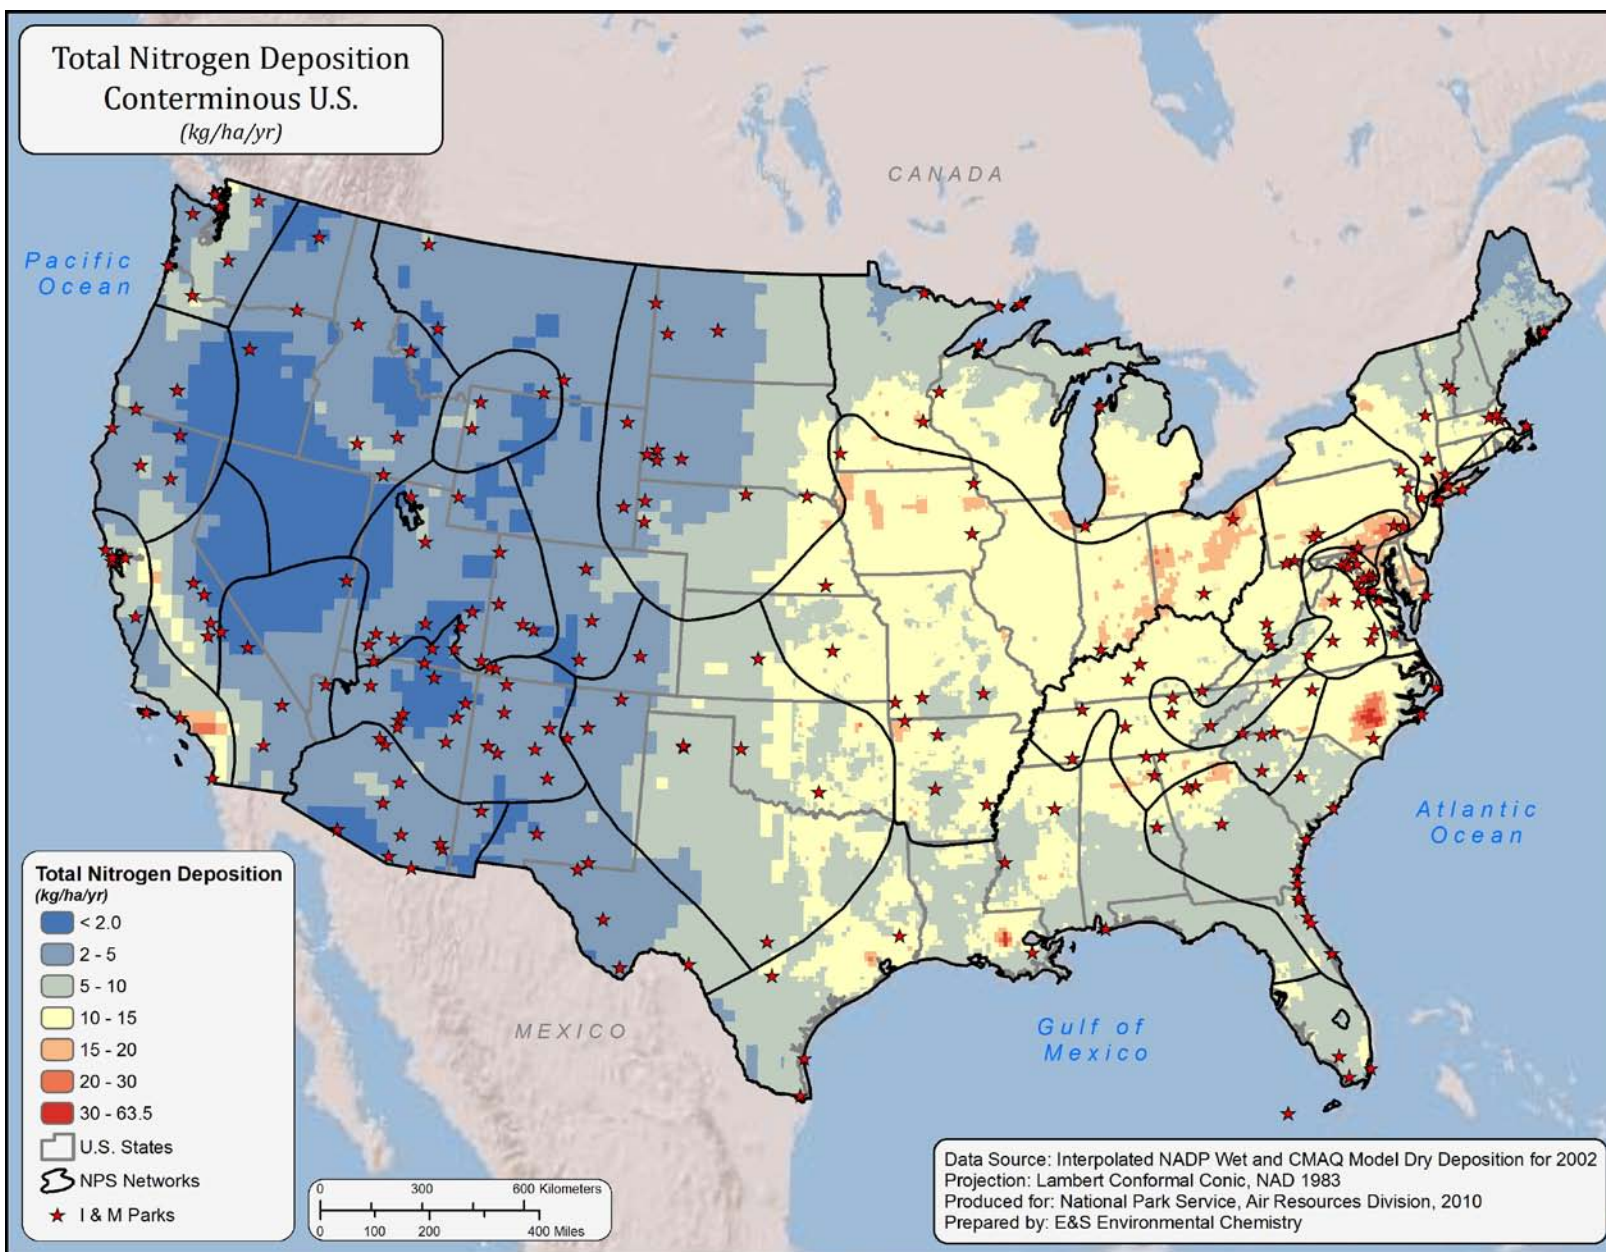 Total Nitrogen Deposition
Conterminous U.S.
(kg/ha/yr)
CANADA
Pacific
Ocean
Atlantic
Ocean
Gulf of
Mexico
MEXICO
Total Nitrogen Deposition
(kg/ha/yr)
< 2.0
2 - 5
5 - 10
10 - 15
15 - 20
20 - 30
30 - 63.5
U.S. States
NPS Networks
I & M Parks
0 300 600 Kilometers
0 100 200 400 Miles
Data Source: Interpolated NADP Wet and CMAQ Model Dry Deposition for 2002
Projection: Lambert Conformal Conic, NAD 1983
Produced for: National Park Service, Air Resources Division, 2010
Prepared by: E&S Environmental Chemistry